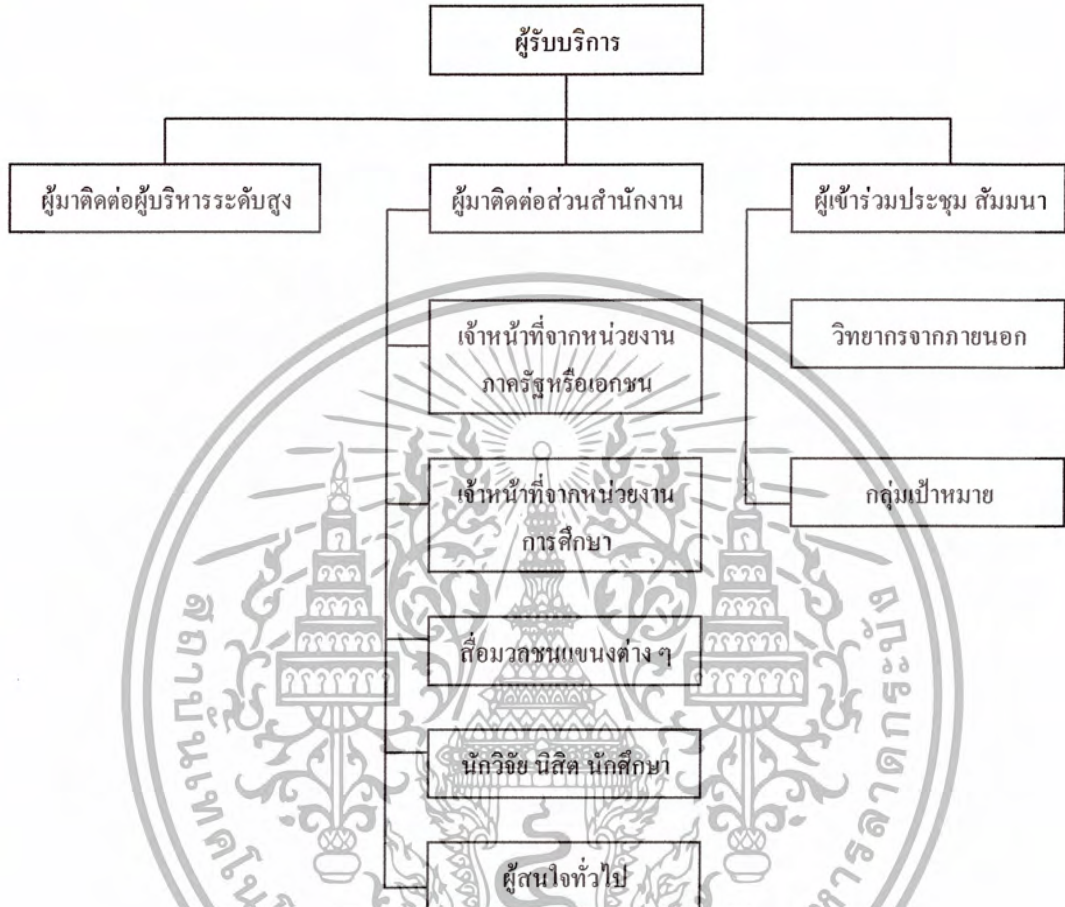 ผู้รับบริการ
ผู้มาติดต่อผู้บริหารระดับสูง
ผู้มาติดต่อส่วนสำนักงาน
ผู้เข้าร่วมประชุม สัมมนา
เจ้าหน้าที่จากหน่วยงาน
ภาครัฐหรือเอกชน
วิทยากรจากภายนอก
เจ้าหน้าที่จากหน่วยงาน
การศึกษา
กลุ่มเป้าหมาย
สื่อมวลชนแขนงต่าง ๆ
นักวิจัย นิสิต นักศึกษา
ผู้สนใจทั่วไป